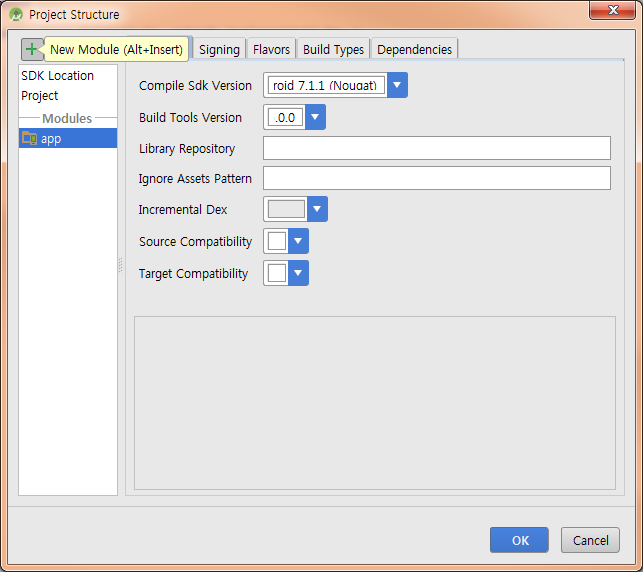 Project Structure
New Module (Alt+Insert)
Signing
Flavors
Build Types
Dependencies
SDK Location
Project
Modules
app
Compile Sdk Version
roid 7.1.1 (Nougat)
Build Tools Version
.0.0
Library Repository
Ignore Assets Pattern
Incremental Dex
Source Compatibility
Target Compatibility
OK
Cancel